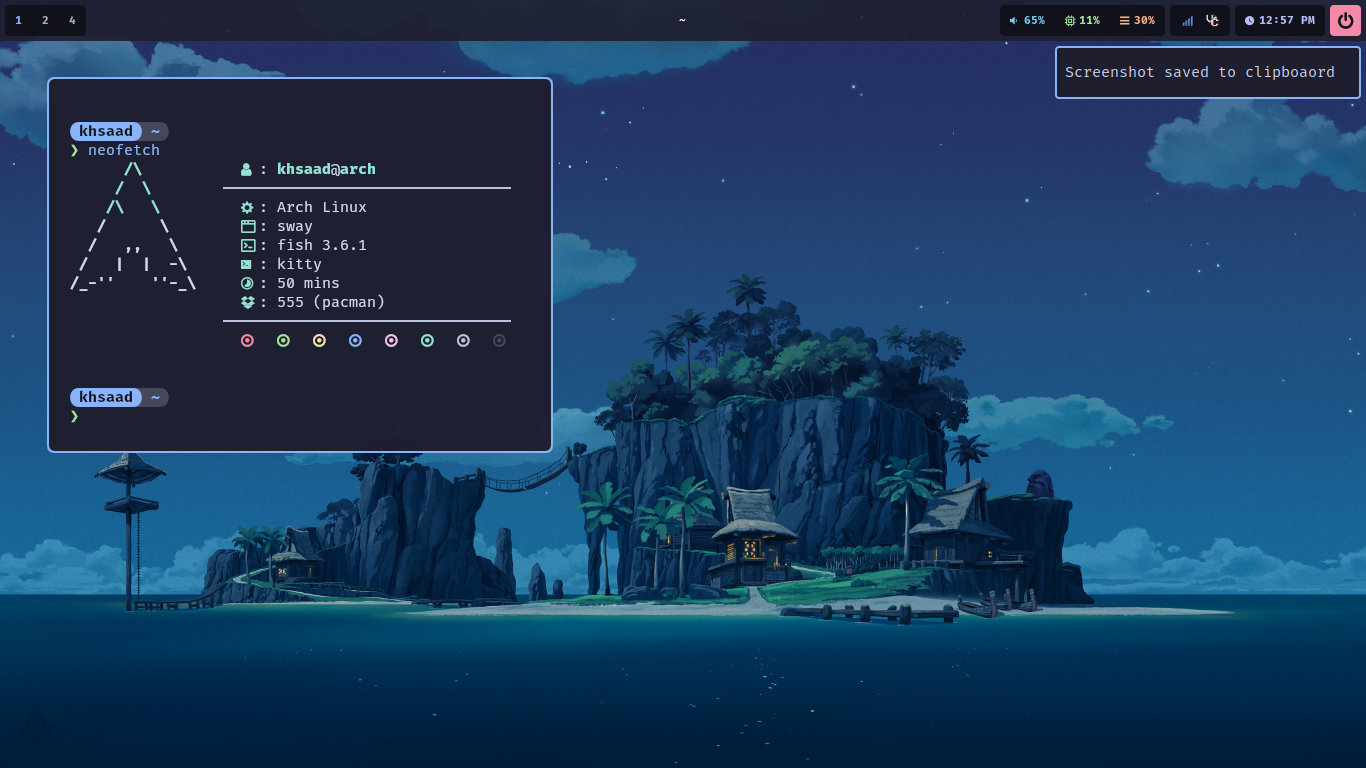 1 2 4
~
65% 11% 30%
12:57 PM
Screenshot saved to clipboaord
khsaad ~
❯ neofetch
: khsaad@arch
: Arch Linux
: sway
: fish 3.6.1
: kitty
: 50 mins
: 555 (pacman)
khsaad ~
❯